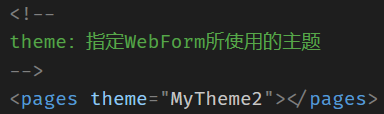 <!--
theme：指定WebForm所使用的主题
-->
<pages theme="MyTheme2"></pages>